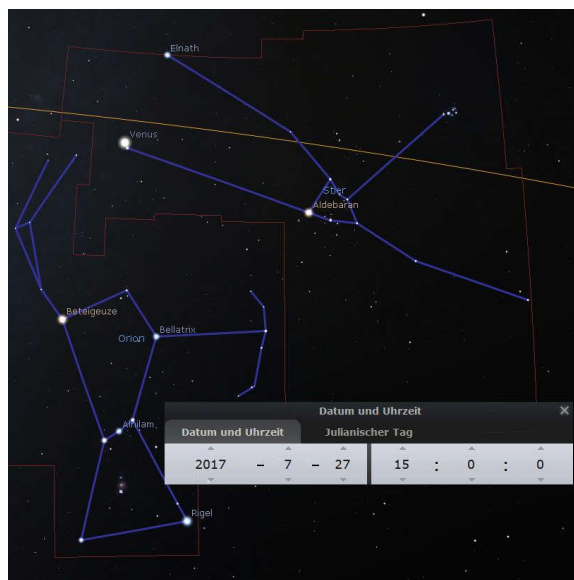 Elnath
Venus
Stier
Aldebaran
Beteigeuze
Orion
Bellatrix
Alnilam
Rigel
Datum und Uhrzeit ×
Datum und Uhrzeit Julianischer Tag
2017 - 7 - 27 15 : 0 : 0